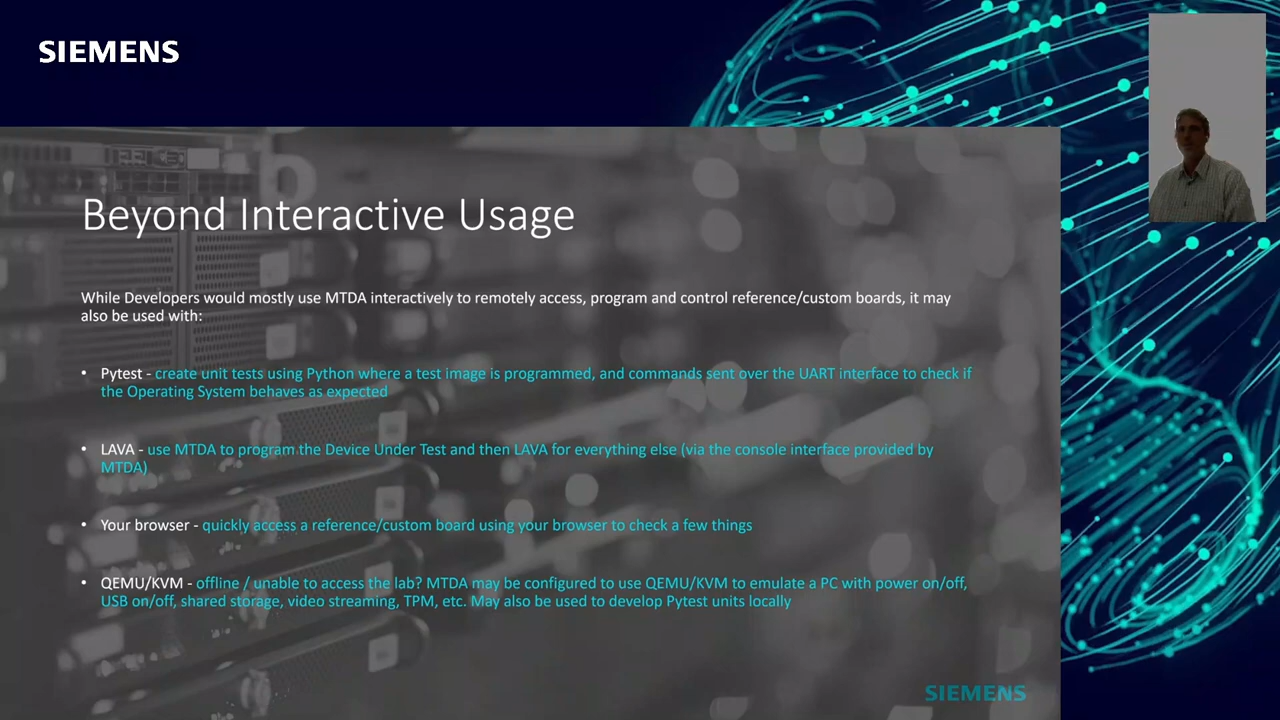 SIEMENS
Beyond Interactive Usage
While Developers would mostly use MTDA interactively to remotely access, program and control reference/custom boards, it may
also be used with:
• Pytest - create unit tests using Python where a test image is programmed, and commands sent over the UART interface to check if
the Operating System behaves as expected
• LAVA - use MTDA to program the Device Under Test and then LAVA for everything else (via the console interface provided by
MTDA)
• Your browser - quickly access a reference/custom board using your browser to check a few things
• QEMU/KVM - offline / unable to access the lab? MTDA may be configured to use QEMU/KVM to emulate a PC with power on/off,
USB on/off, shared storage, video streaming, TPM, etc. May also be used to develop Pytest units locally
SIEMENS